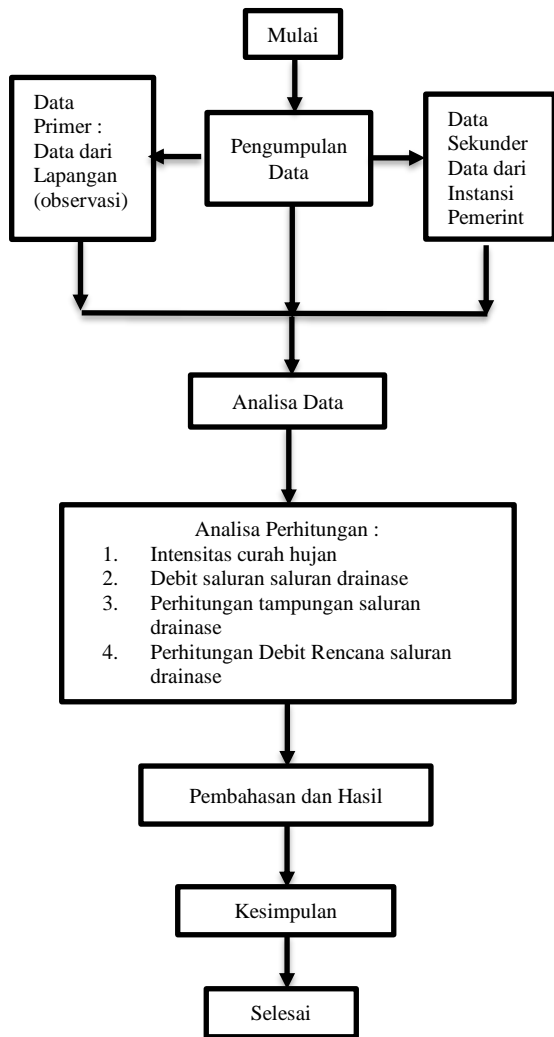 Mulai
Data
Primer :
Data dari
Lapangan
(observasi)
Pengumpulan
Data
Data
Sekunder
Data dari
Instansi
Pemerint
Analisa Data
Analisa Perhitungan :
1. Intensitas curah hujan
2. Debit saluran saluran drainase
3. Perhitungan tampungan saluran
drainase
4. Perhitungan Debit Rencana saluran
drainase
Pembahasan dan Hasil
Kesimpulan
Selesai